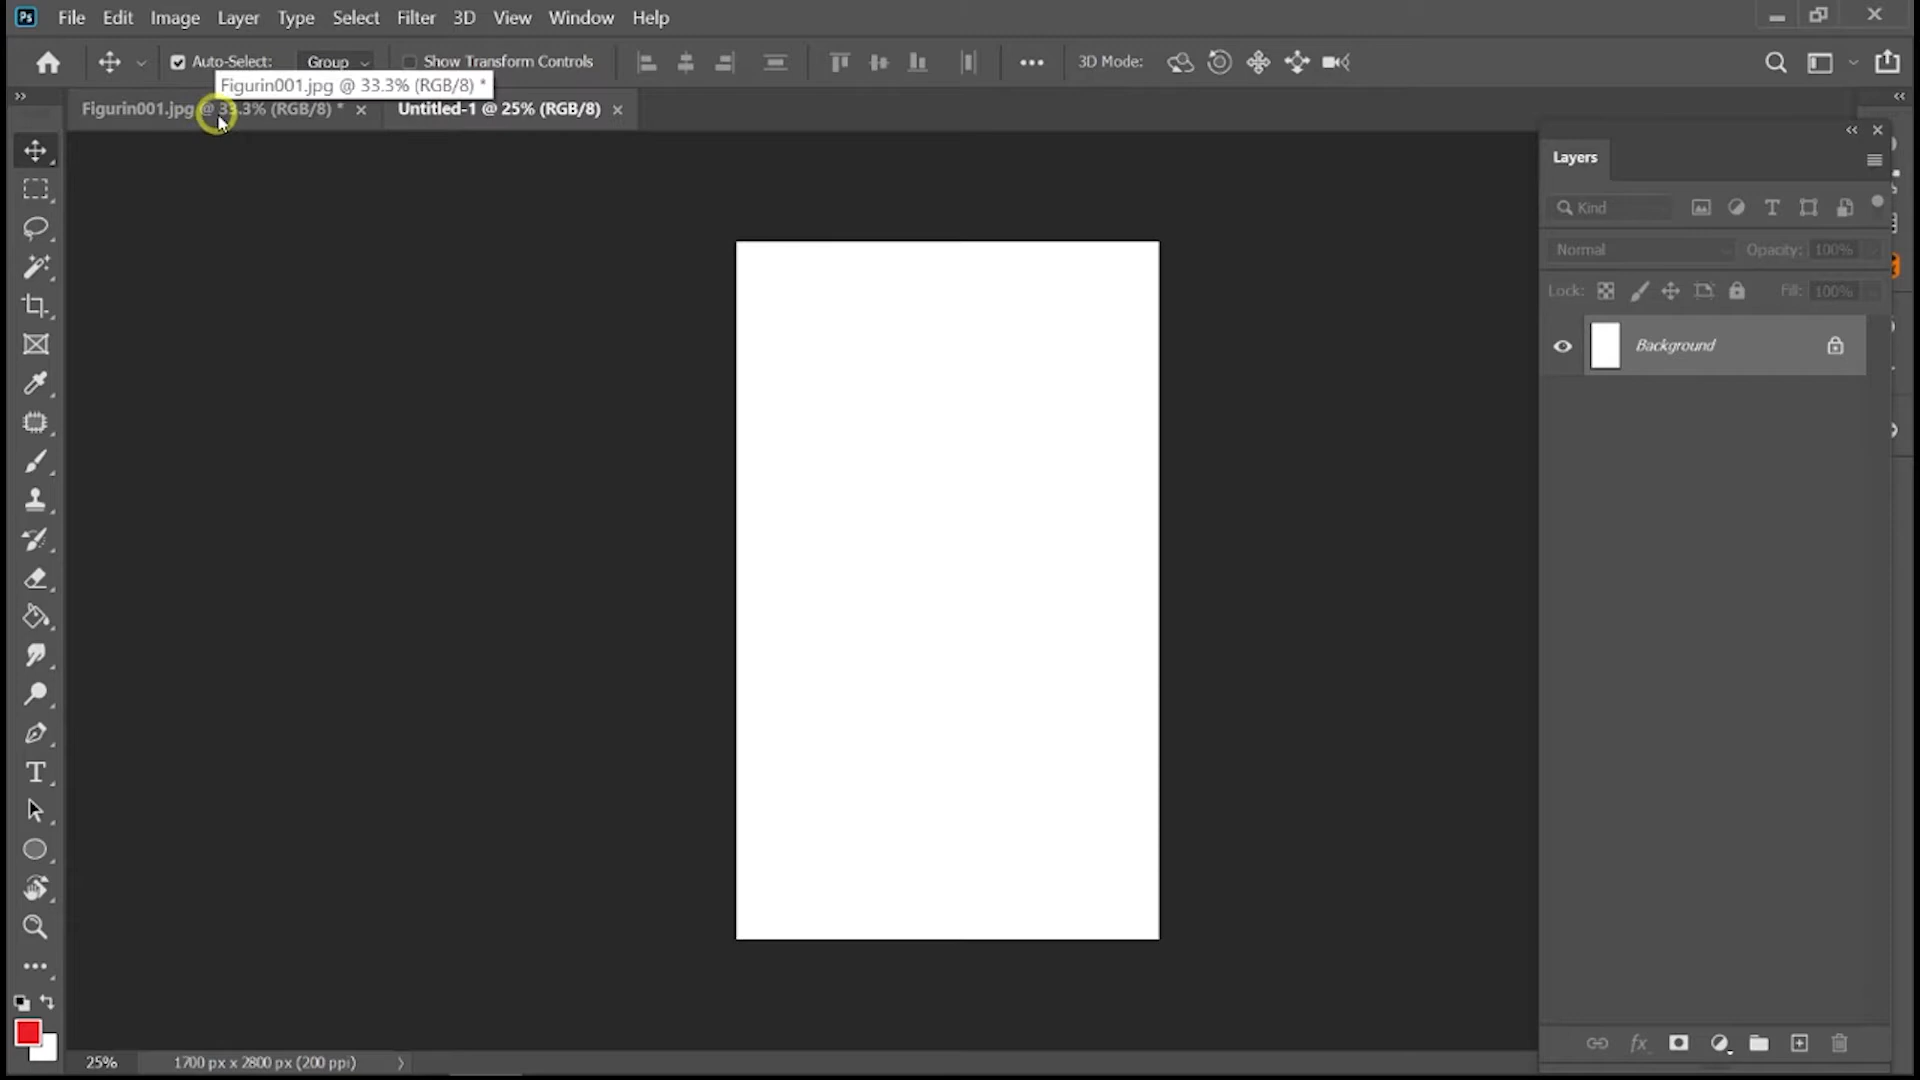 Ps File Edit Image Layer Type Select Filter 3D View Window Help
Auto-Select: Group Show Transform Controls 3D Mode:
Figurin001.jpg @ 33.3% (RGB/8) *
Figurin001.jpg @ 33.3% (RGB/8) * Untitled-1 @ 25% (RGB/8)
Layers
Kind
Normal Opacity: 100%
Lock: Fill: 100%
Background
25% 1700 px x 2800 px (200 ppi)